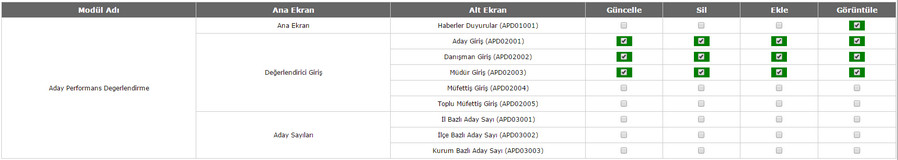 Modül Adı Ana Ekran Alt Ekran Güncelle Sil Ekle Görüntüle
Ana Ekran Haberler Duyurular (APD01001)
Aday Giriş (APD02001)
Danışman Giriş (APD02002)
Değerlendirici Giriş Müdür Giriş (APD02003)
Aday Performans Degerlendirme Müfettiş Giriş (APD02004)
Toplu Müfettiş Giriş (APD02005)
İl Bazlı Aday Sayı (APD03001)
Aday Sayıları İlçe Bazlı Aday Sayı (APD03002)
Kurum Bazlı Aday Sayı (APD03003)